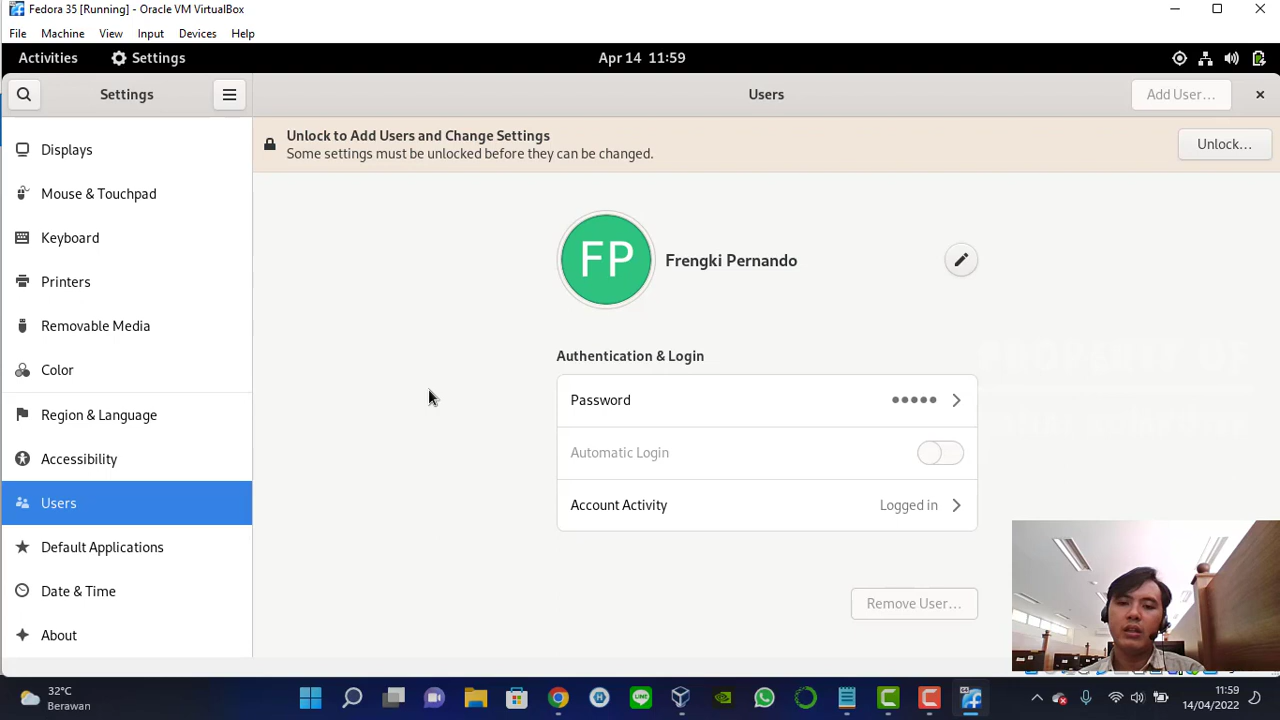 Fedora 35 [Running] - Oracle VM VirtualBox
File Machine View Input Devices Help
Activities Settings Apr 14 11:59
Settings Users Add User...
Unlock to Add Users and Change Settings
Some settings must be unlocked before they can be changed.
Unlock...
Displays
Mouse & Touchpad
Keyboard
Printers
Removable Media
Color
Region & Language
Accessibility
Users
Default Applications
Date & Time
About
FP
Frengki Pernando
Authentication & Login
Password
Automatic Login
Account Activity Logged in
Remove User...
32°C
Berawan
11:59
14/04/2022